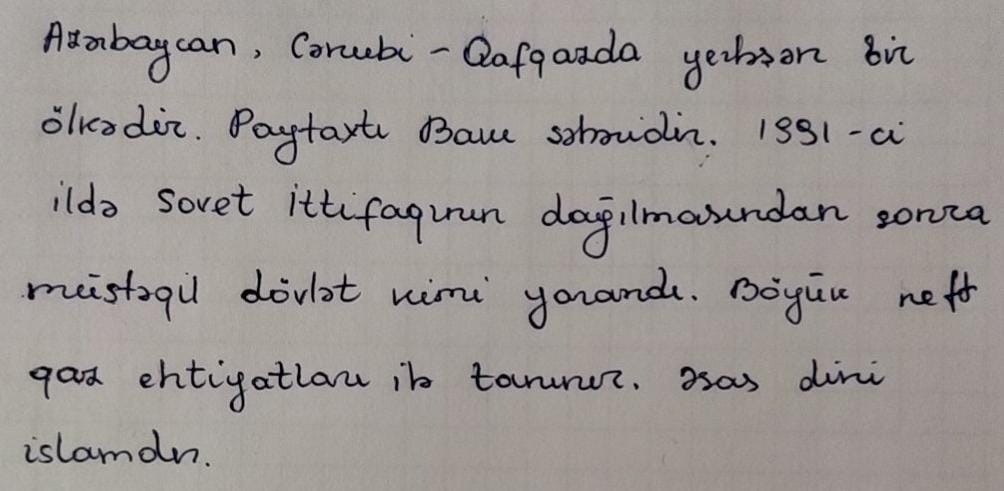 Azərbaycan, Cənubi-Qafqazda yerləşən bir
ölkədir. Paytaxtı Bakı şəhəridir. 1991-ci
ildə Sovet İttifaqının dağılmasından sonra
müstəqil dövlət kimi yarandı. Böyük neft
qaz ehtiyatları ilə tanınır. Əsas dini
islamdır.